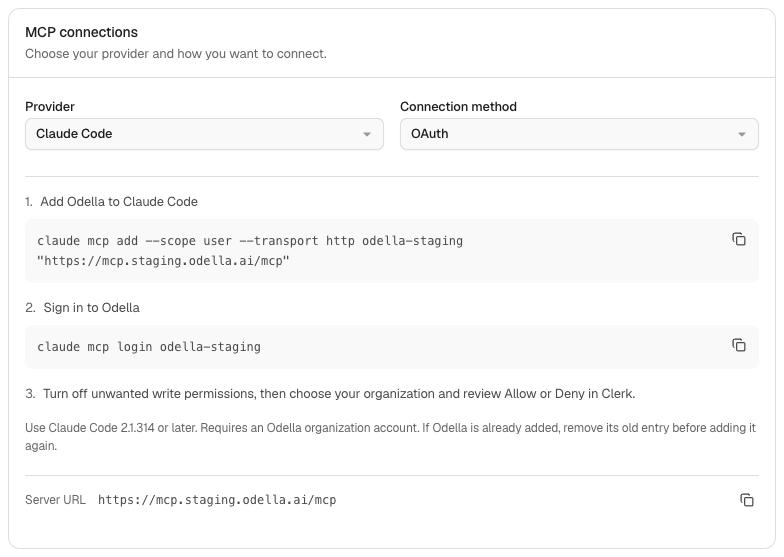 MCP connections
Choose your provider and how you want to connect.
Provider
Connection method
Claude Code
OAuth
1. Add Odella to Claude Code
claude mcp add --scope user --transport http odella-staging
"https://mcp.staging.odella.ai/mcp"
2. Sign in to Odella
claude mcp login odella-staging
3. Turn off unwanted write permissions, then choose your organization and review Allow or Deny in Clerk.
Use Claude Code 2.1.314 or later. Requires an Odella organization account. If Odella is already added, remove its old entry before adding it
again.
Server URL https://mcp.staging.odella.ai/mcp